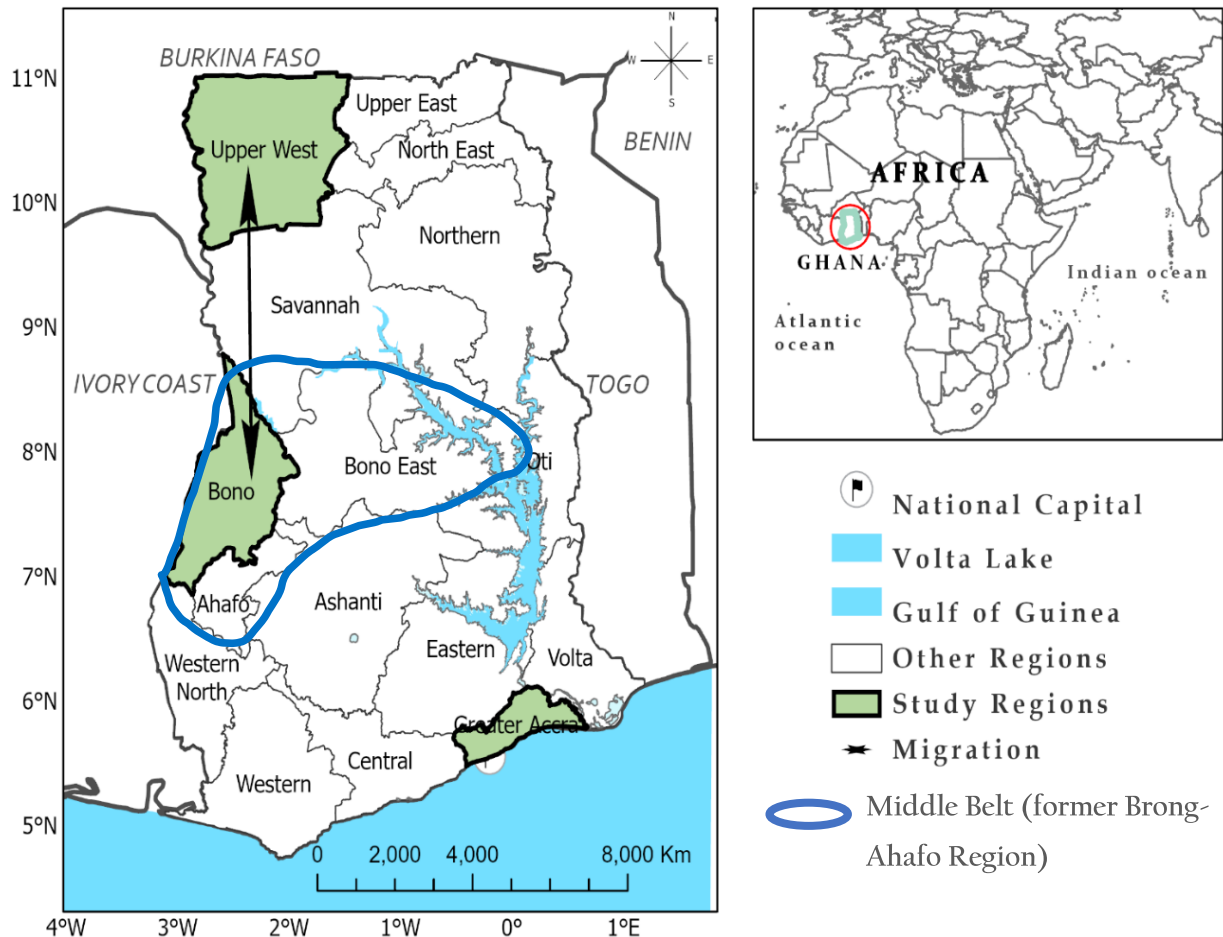 N
W
E
S
BURKINA FASO
11°N
Upper East
BENIN
Upper West
North East
10°N
Northern
9°N
Savannah
IVORY COAST
TOGO
8°N
Bono East
Oti
Bono
7°N
Ahafo
Ashanti
Eastern
Volta
Western
North
6°N
Greater Accra
Central
Western
5°N
0 2,000 4,000 8,000 Km
4°W 3°W 2°W 1°W 0° 1°E
AFRICA
GHANA
Indian ocean
Atlantic
ocean
National Capital
Volta Lake
Gulf of Guinea
Other Regions
Study Regions
Migration
Middle Belt (former Brong-
Ahafo Region)